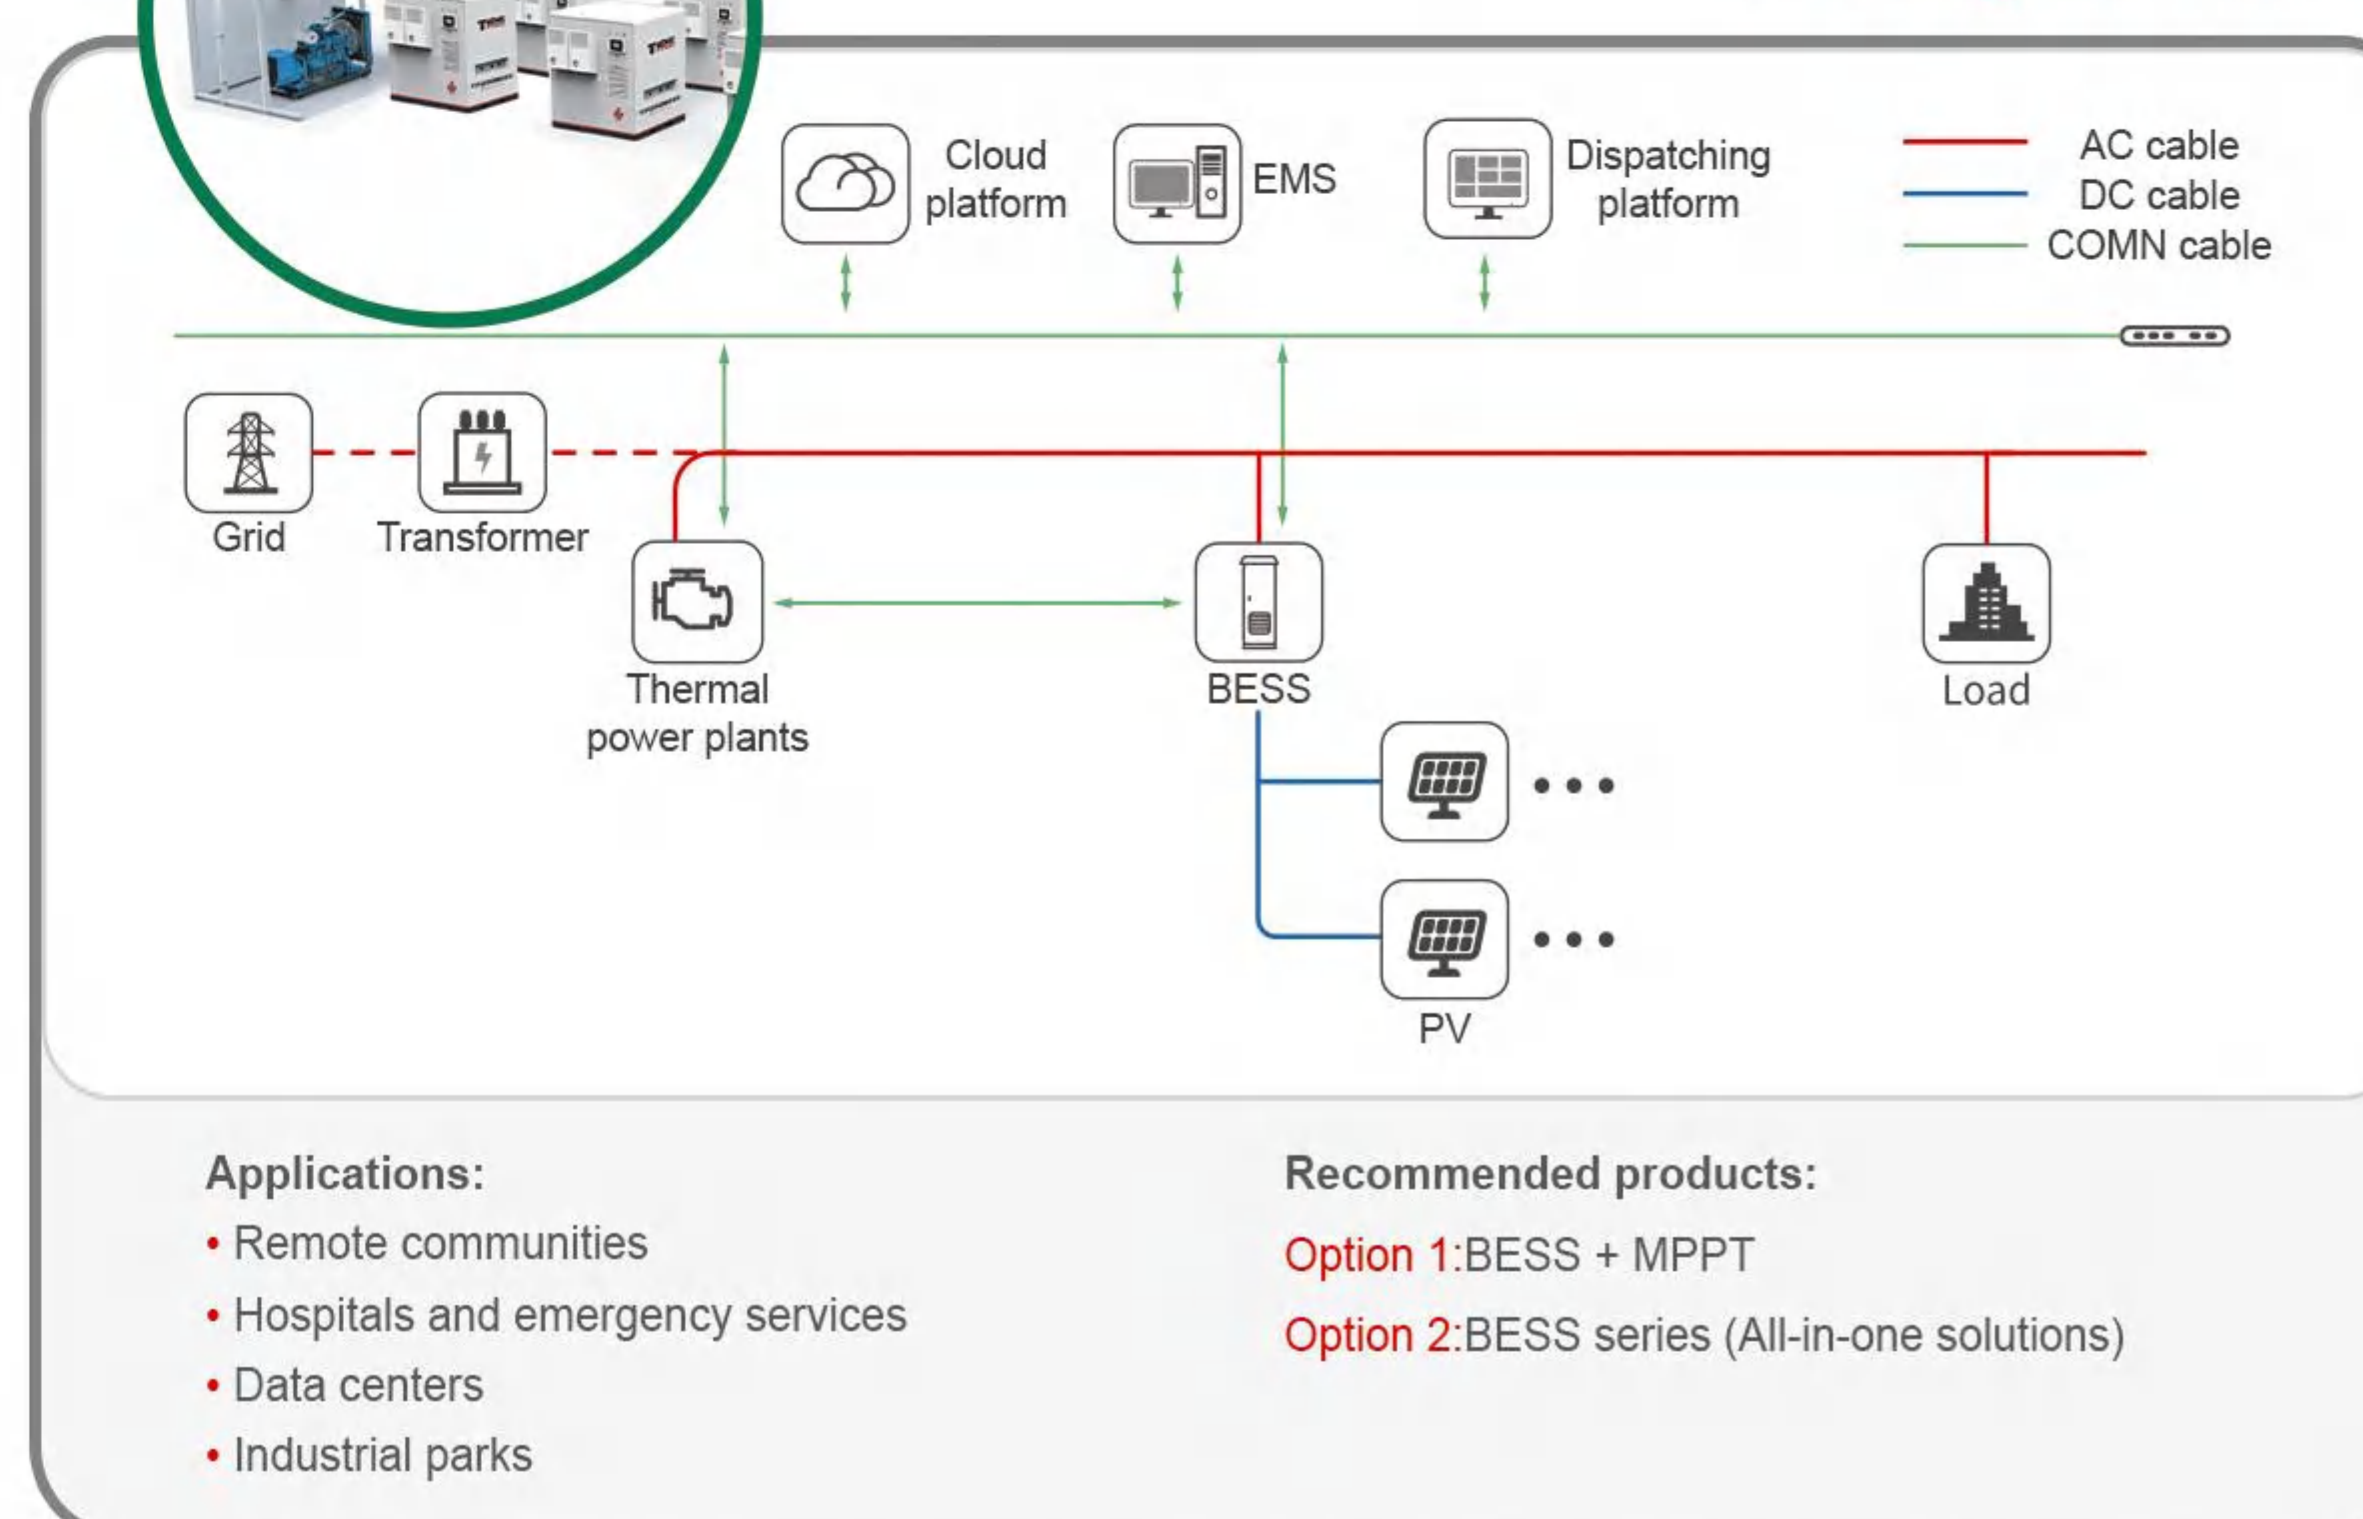 Cloud
platform
EMS
Dispatching
platform
AC cable
DC cable
COMN cable
Grid
Transformer
Thermal
power plants
BESS
Load
PV
Applications:
• Remote communities
• Hospitals and emergency services
• Data centers
• Industrial parks
Recommended products:
Option 1:BESS + MPPT
Option 2:BESS series (All-in-one solutions)